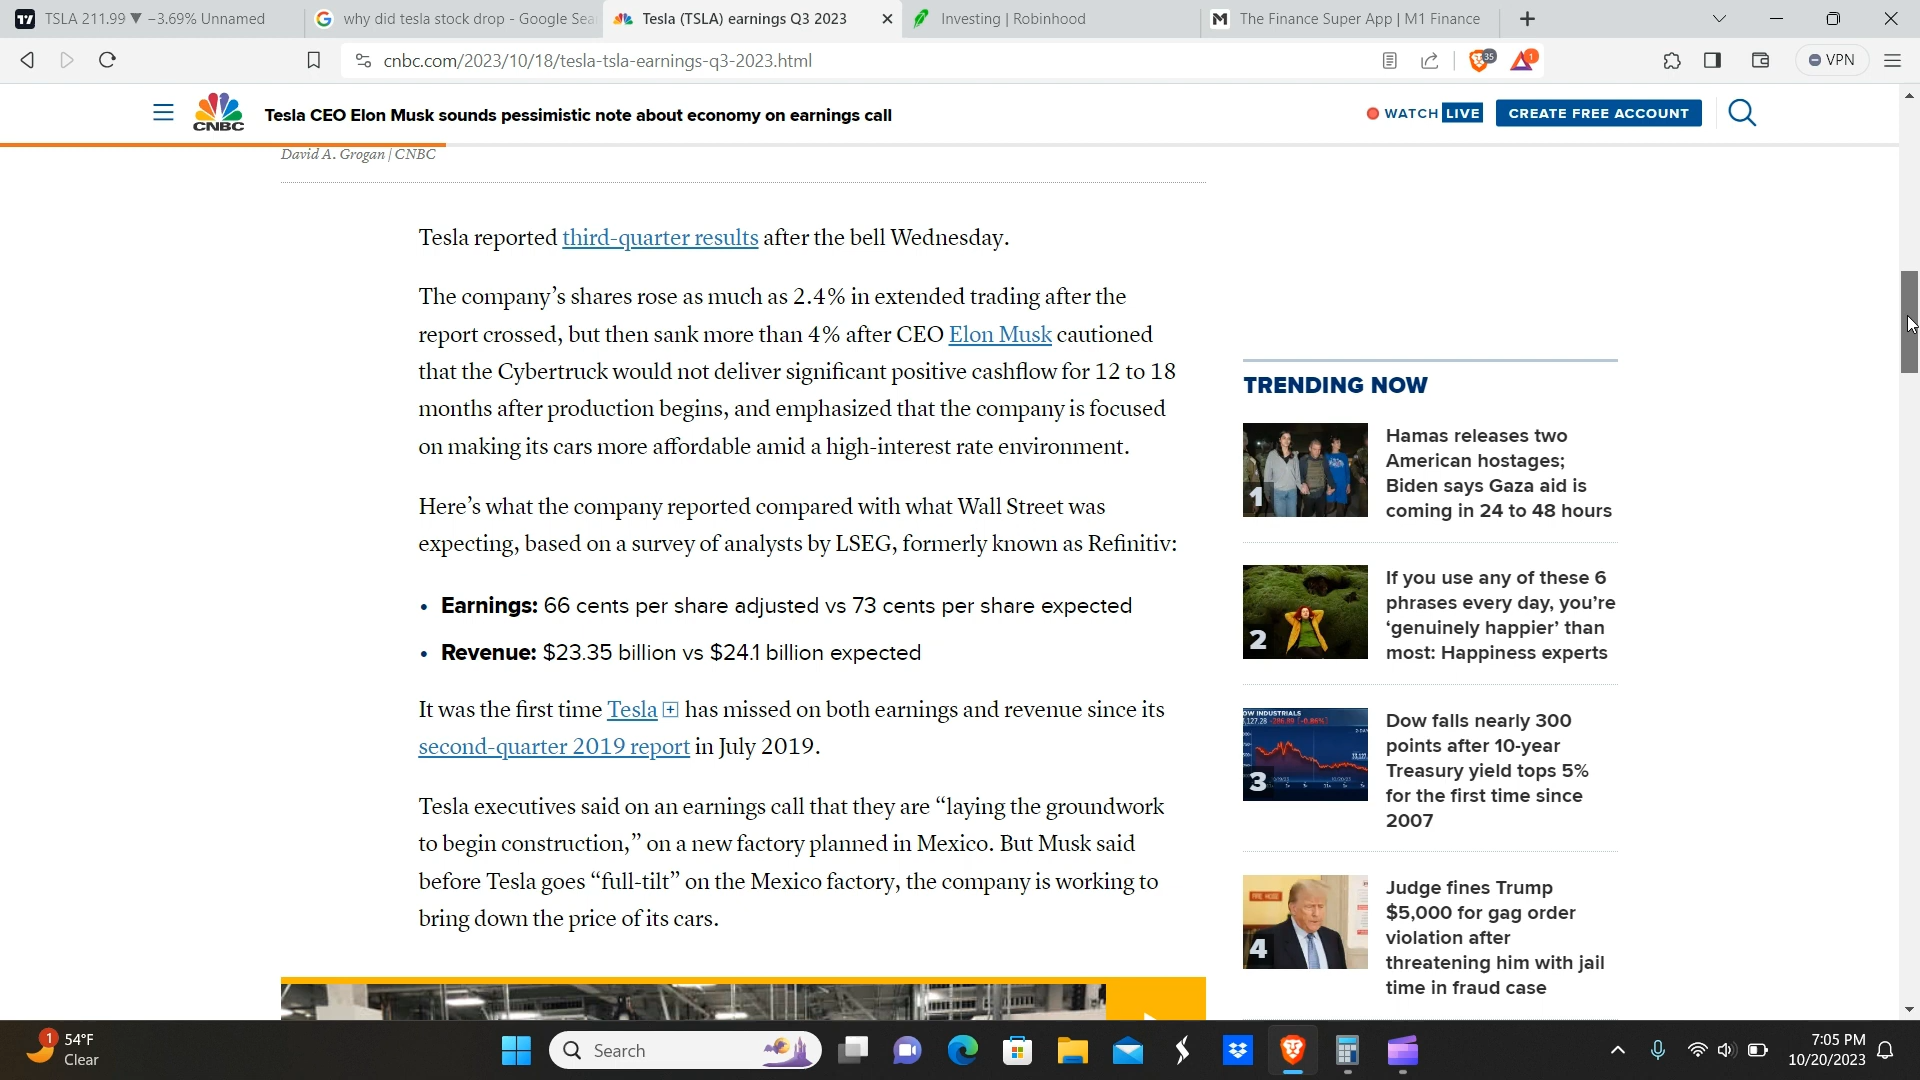 TSLA 211.99 ▼ −3.69% Unnamed
why did tesla stock drop - Google Sea
Tesla (TSLA) earnings Q3 2023
Investing | Robinhood
The Finance Super App | M1 Finance
cnbc.com/2023/10/18/tesla-tsla-earnings-q3-2023.html
35
1
VPN
CNBC
Tesla CEO Elon Musk sounds pessimistic note about economy on earnings call
WATCH LIVE
CREATE FREE ACCOUNT
David A. Grogan | CNBC
Tesla reported third-quarter results after the bell Wednesday.
The company’s shares rose as much as 2.4% in extended trading after the
report crossed, but then sank more than 4% after CEO Elon Musk cautioned
that the Cybertruck would not deliver significant positive cashflow for 12 to 18
months after production begins, and emphasized that the company is focused
on making its cars more affordable amid a high-interest rate environment.
Here’s what the company reported compared with what Wall Street was
expecting, based on a survey of analysts by LSEG, formerly known as Refinitiv:
• Earnings: 66 cents per share adjusted vs 73 cents per share expected
• Revenue: $23.35 billion vs $24.1 billion expected
It was the first time Tesla has missed on both earnings and revenue since its
second-quarter 2019 report in July 2019.
Tesla executives said on an earnings call that they are “laying the groundwork
to begin construction,” on a new factory planned in Mexico. But Musk said
before Tesla goes “full-tilt” on the Mexico factory, the company is working to
bring down the price of its cars.
TRENDING NOW
1
Hamas releases two
American hostages;
Biden says Gaza aid is
coming in 24 to 48 hours
2
If you use any of these 6
phrases every day, you’re
‘genuinely happier’ than
most: Happiness experts
OW INDUSTRIALS
3
Dow falls nearly 300
points after 10-year
Treasury yield tops 5%
for the first time since
2007
4
Judge fines Trump
$5,000 for gag order
violation after
threatening him with jail
time in fraud case
1
54°F
Clear
Search
7:05 PM
10/20/2023